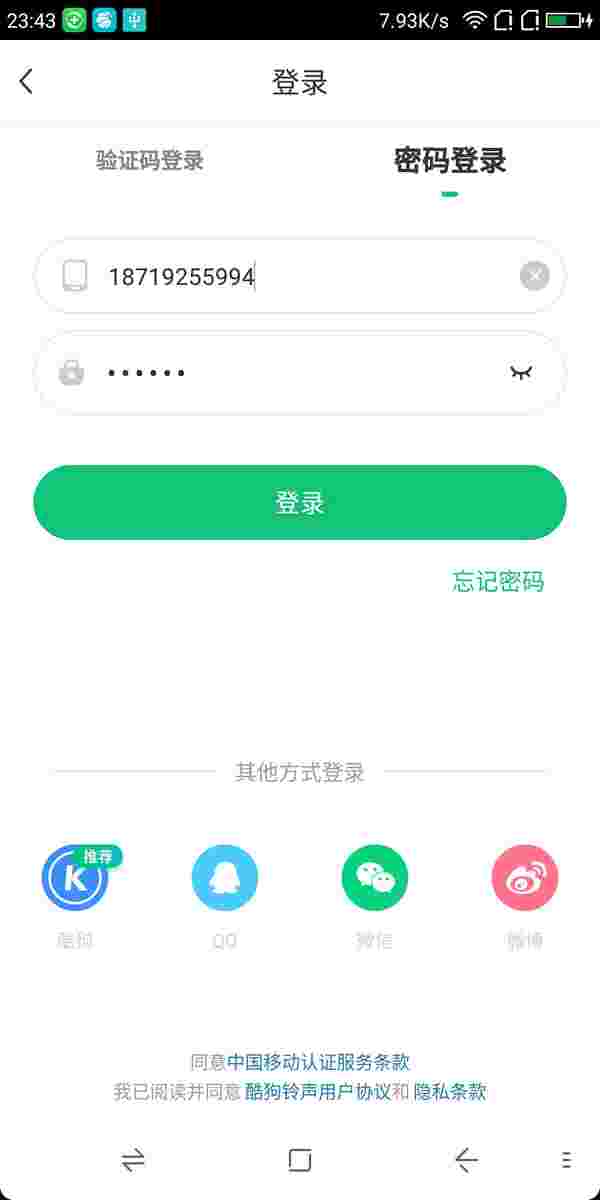 23:43 7.93K/s
登录
验证码登录 密码登录
18719255994
登录
忘记密码
其他方式登录
推荐
酷狗 QQ 微信 微博
同意中国移动认证服务条款
我已阅读并同意 酷狗铃声用户协议和 隐私条款